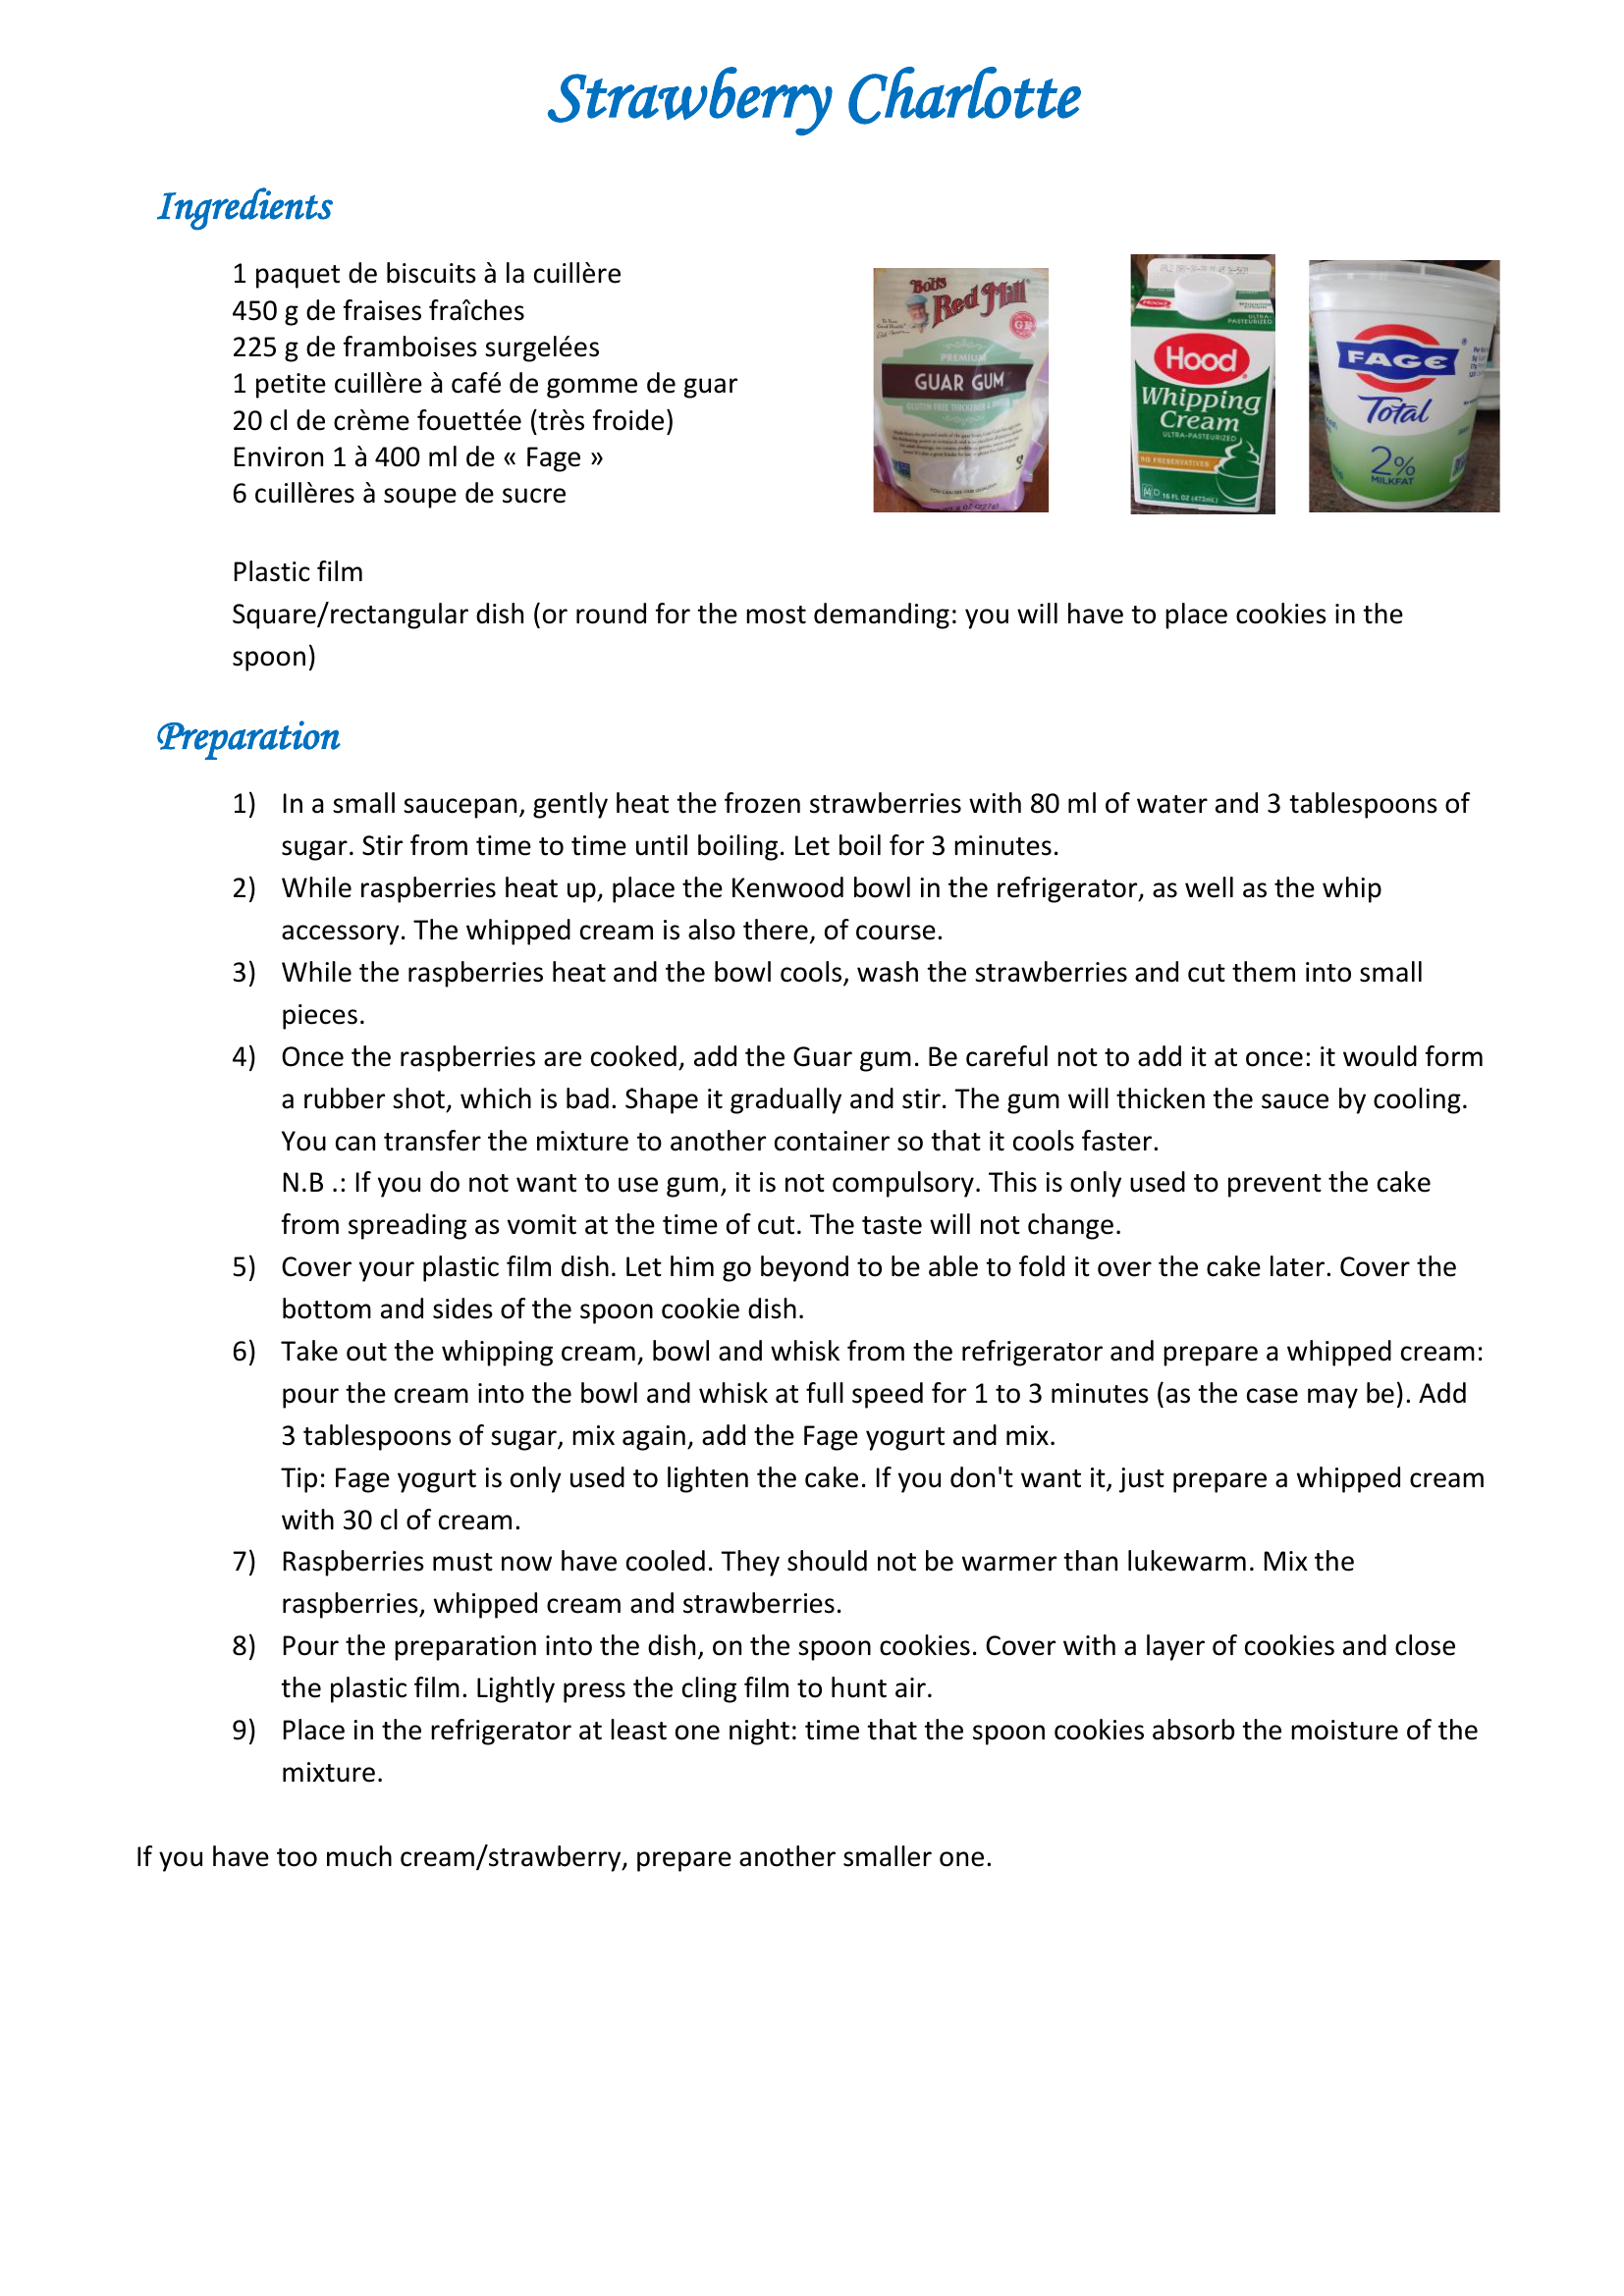 Strawberry Charlotte
Ingredients
1 paquet de biscuits à la cuillère
450 g de fraises fraîches
225 g de framboises surgelées
1 petite cuillère à café de gomme de guar
20 cl de crème fouettée (très froide)
Environ 1 à 400 ml de « Fage »
6 cuillères à soupe de sucre
Bob's
Red Mill
PREMIUM
GUAR GUM
Hood
Whipping
Cream
ULTRA-PASTEURIZED
NO PRESERVATIVES
16 FL OZ (473mL)
FAGE
Total
2%
MILKFAT
Plastic film
Square/rectangular dish (or round for the most demanding: you will have to place cookies in the
spoon)
Preparation
1) In a small saucepan, gently heat the frozen strawberries with 80 ml of water and 3 tablespoons of
sugar. Stir from time to time until boiling. Let boil for 3 minutes.
2) While raspberries heat up, place the Kenwood bowl in the refrigerator, as well as the whip
accessory. The whipped cream is also there, of course.
3) While the raspberries heat and the bowl cools, wash the strawberries and cut them into small
pieces.
4) Once the raspberries are cooked, add the Guar gum. Be careful not to add it at once: it would form
a rubber shot, which is bad. Shape it gradually and stir. The gum will thicken the sauce by cooling.
You can transfer the mixture to another container so that it cools faster.
N.B .: If you do not want to use gum, it is not compulsory. This is only used to prevent the cake
from spreading as vomit at the time of cut. The taste will not change.
5) Cover your plastic film dish. Let him go beyond to be able to fold it over the cake later. Cover the
bottom and sides of the spoon cookie dish.
6) Take out the whipping cream, bowl and whisk from the refrigerator and prepare a whipped cream:
pour the cream into the bowl and whisk at full speed for 1 to 3 minutes (as the case may be). Add
3 tablespoons of sugar, mix again, add the Fage yogurt and mix.
Tip: Fage yogurt is only used to lighten the cake. If you don't want it, just prepare a whipped cream
with 30 cl of cream.
7) Raspberries must now have cooled. They should not be warmer than lukewarm. Mix the
raspberries, whipped cream and strawberries.
8) Pour the preparation into the dish, on the spoon cookies. Cover with a layer of cookies and close
the plastic film. Lightly press the cling film to hunt air.
9) Place in the refrigerator at least one night: time that the spoon cookies absorb the moisture of the
mixture.
If you have too much cream/strawberry, prepare another smaller one.